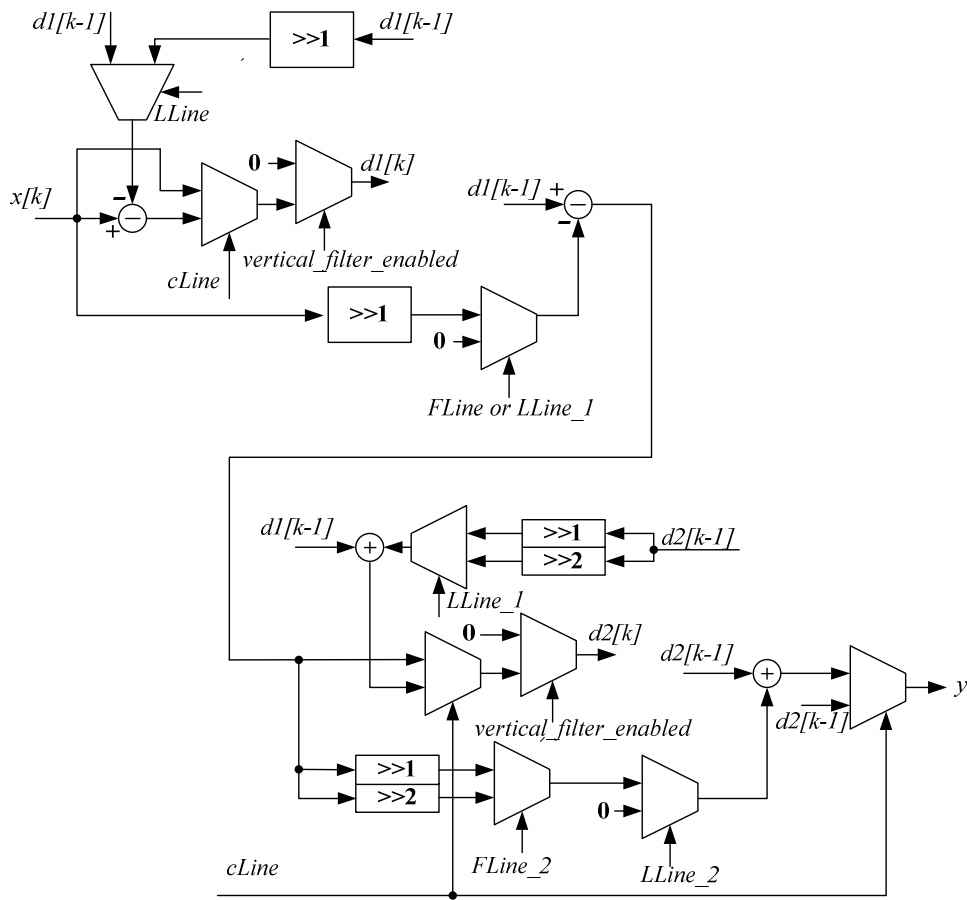 d1[k-1]
>>1
d1[k-1]
LLine
0
d1[k]
d1[k-1]
+
−
−
x[k]
−
−
+
vertical_filter_enabled
cLine
>>1
0
FLine or LLine_1
d1[k-1]
+
>>1
>>2
d2[k-1]
LLine_1
0
d2[k]
d2[k-1]
+
y
d2[k-1]
vertical_filter_enabled
>>1
>>2
0
FLine_2
LLine_2
cLine